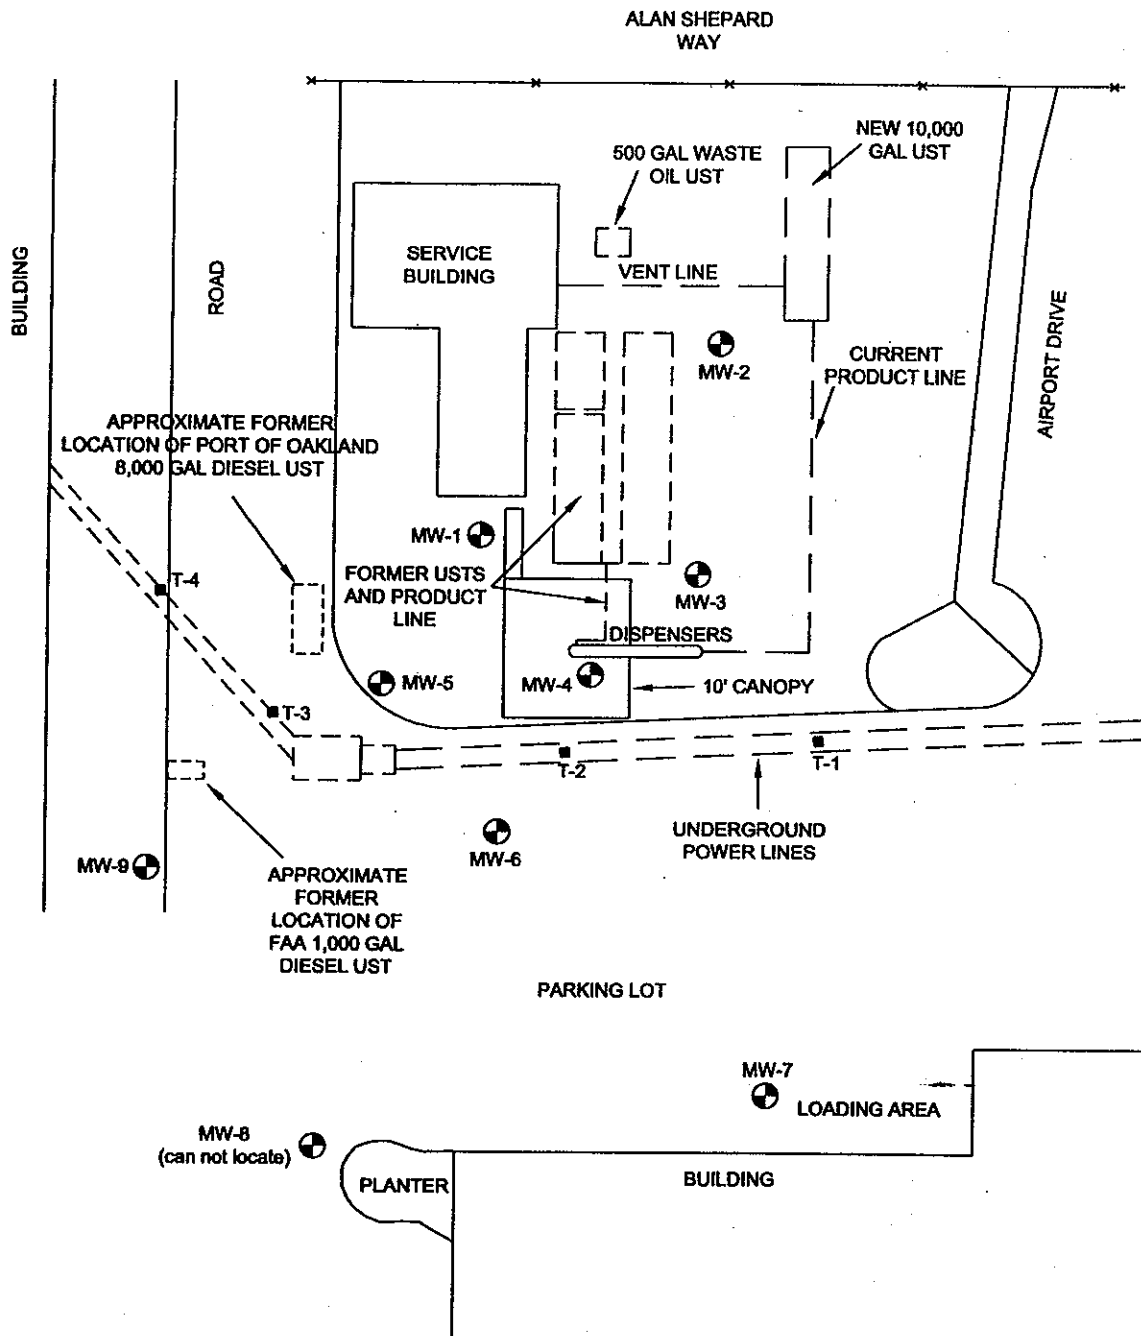 ALAN SHEPARD
WAY
NEW 10,000
GAL UST
500 GAL WASTE
OIL UST
SERVICE
BUILDING
VENT LINE
BUILDING
ROAD
MW-2
CURRENT
PRODUCT LINE
AIRPORT DRIVE
APPROXIMATE FORMER
LOCATION OF PORT OF OAKLAND
8,000 GAL DIESEL UST
MW-1
T-4
FORMER USTS
AND PRODUCT
LINE
MW-3
DISPENSERS
MW-5
MW-4
10' CANOPY
T-3
T-2
T-1
UNDERGROUND
POWER LINES
MW-6
MW-9
APPROXIMATE
FORMER
LOCATION OF
FAA 1,000 GAL
DIESEL UST
PARKING LOT
MW-7
LOADING AREA
MW-8
(can not locate)
PLANTER
BUILDING